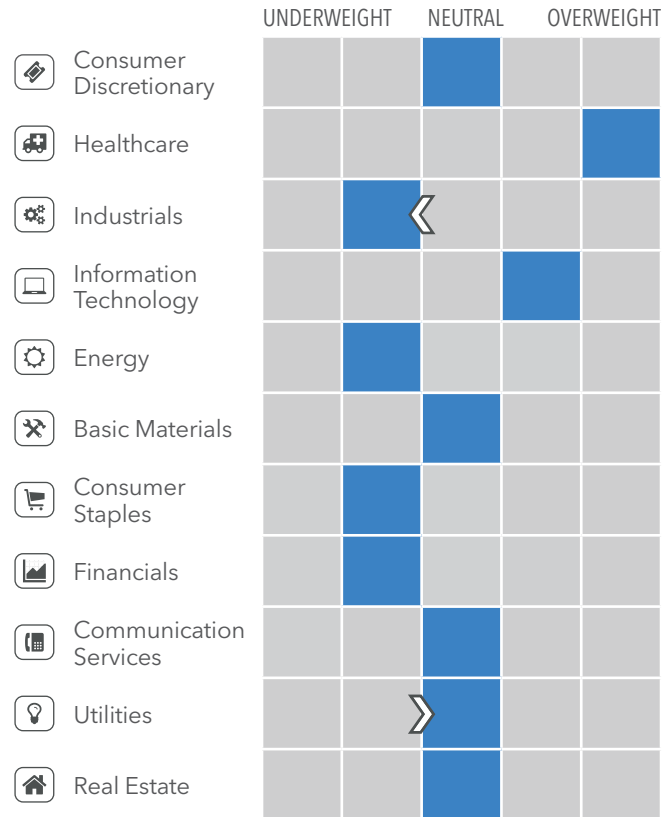 UNDERWEIGHT NEUTRAL OVERWEIGHT
Consumer
Discretionary
Healthcare
Industrials
Information
Technology
Energy
Basic Materials
Consumer
Staples
Financials
Communication
Services
Utilities
Real Estate